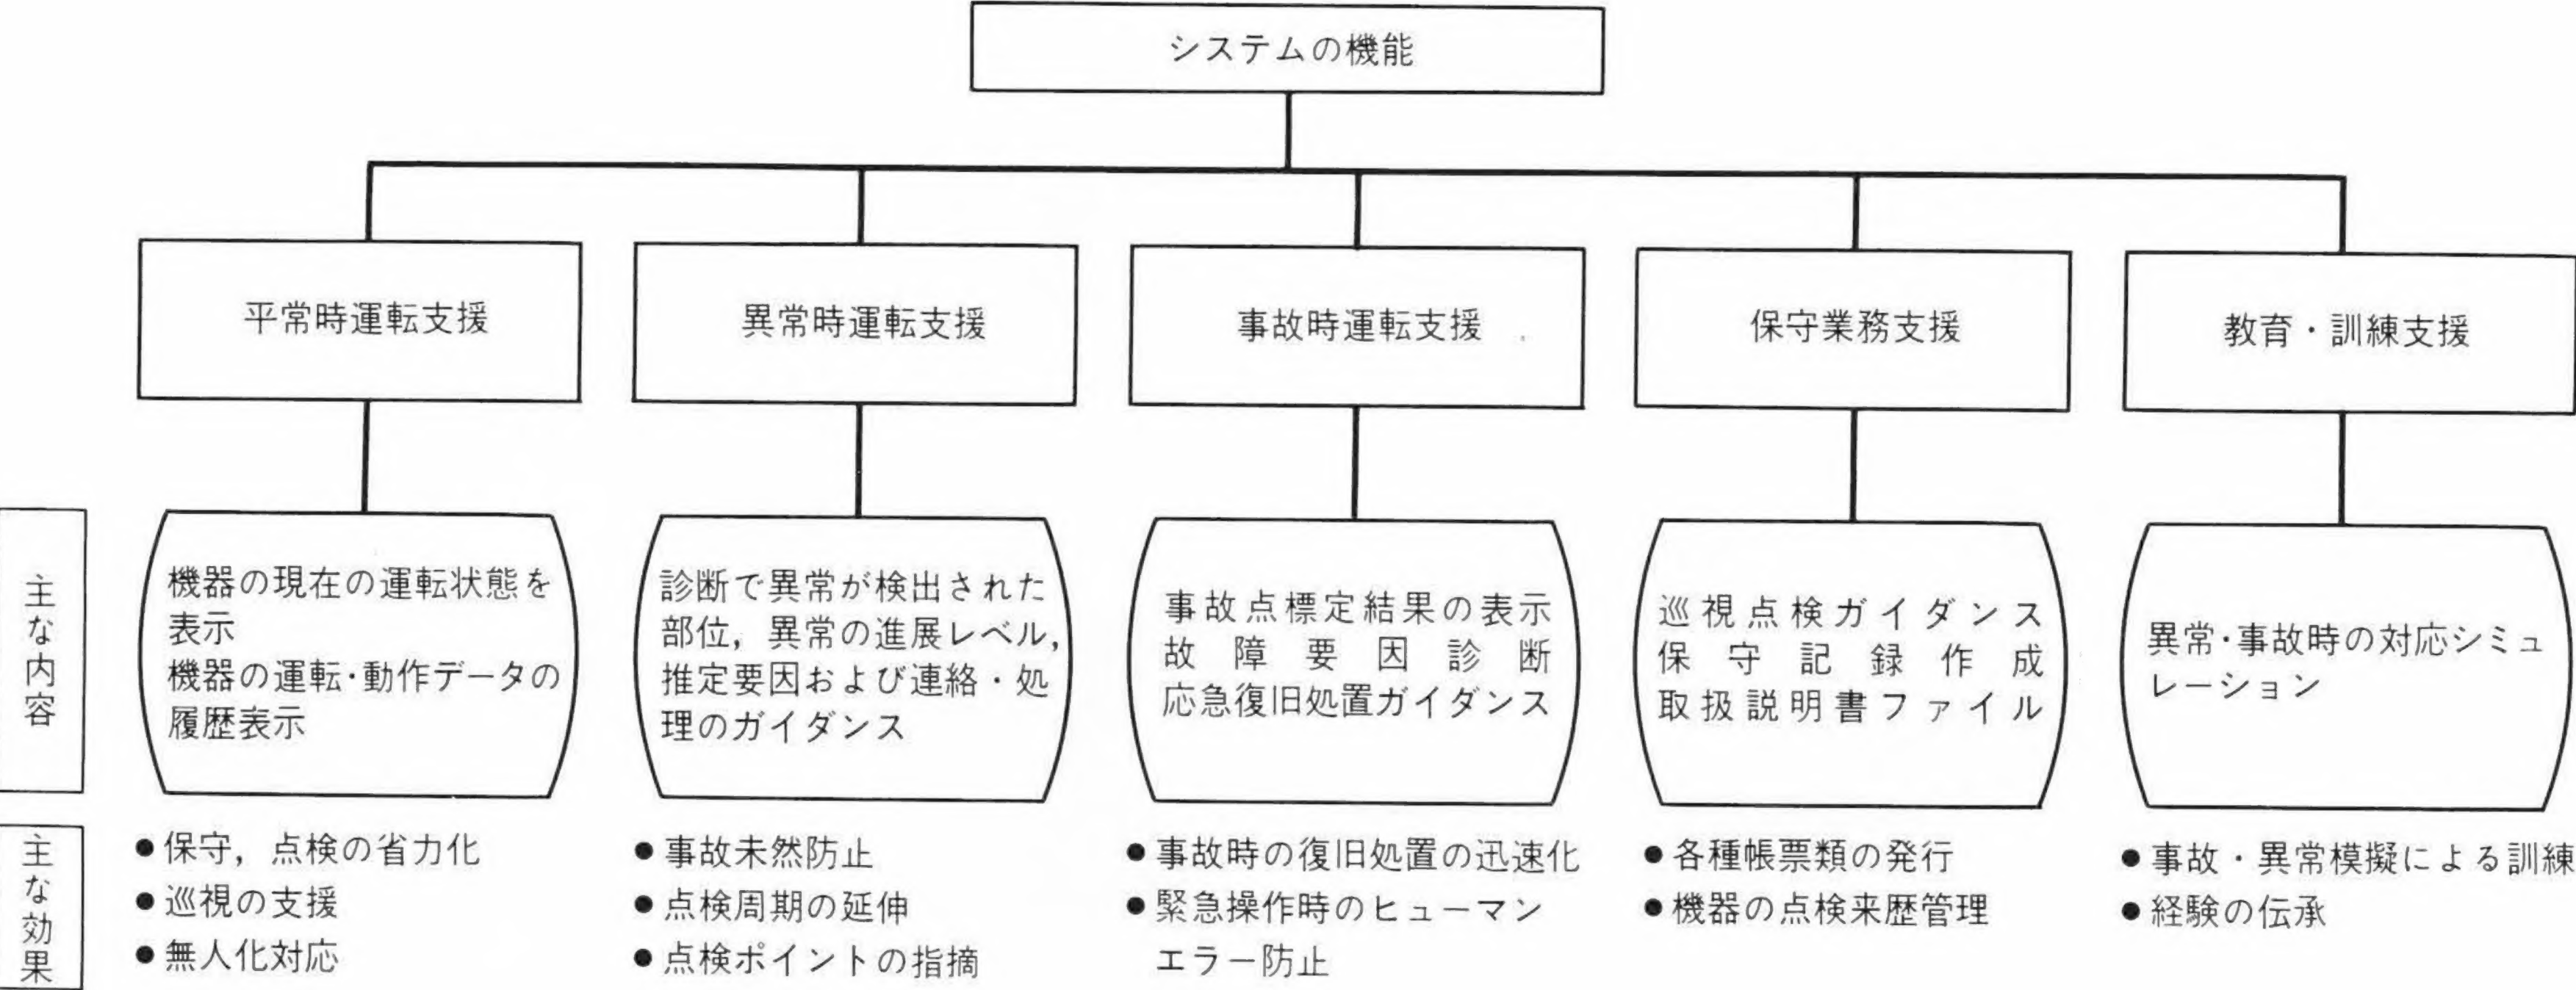 システムの機能
平常時運転支援
異常時運転支援
事故時運転支援
保守業務支援
教育・訓練支援
主な内容
機器の現在の運転状態を
表示
機器の運転・動作データの
履歴表示
診断で異常が検出された
部位，異常の進展レベル，
推定要因および連絡・処
理のガイダンス
事故点標定結果の表示
故障要因診断
応急復旧処置ガイダンス
巡視点検ガイダンス
保守記録作成
取扱説明書ファイル
異常・事故時の対応シミュ
レーション
主な効果
●保守，点検の省力化
●巡視の支援
●無人化対応
●事故未然防止
●点検周期の延伸
●点検ポイントの指摘
●事故時の復旧処置の迅速化
●緊急操作時のヒューマン
エラー防止
●各種帳票類の発行
●機器の点検来歴管理
●事故・異常模擬による訓練
●経験の伝承